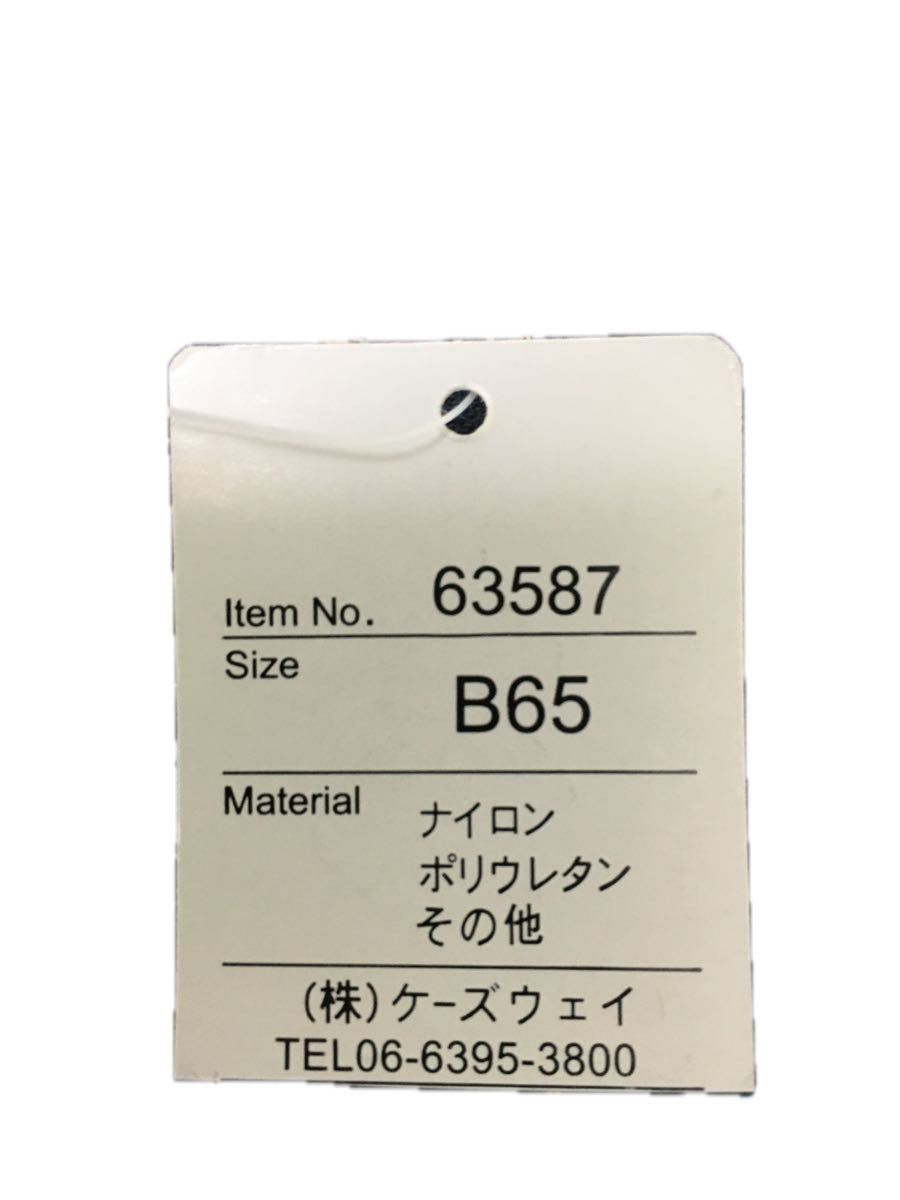 Item No. 63587
Size B65
Material ナイロン
ポリウレタン
その他
(株)ケーズウェイ
TEL06-6395-3800